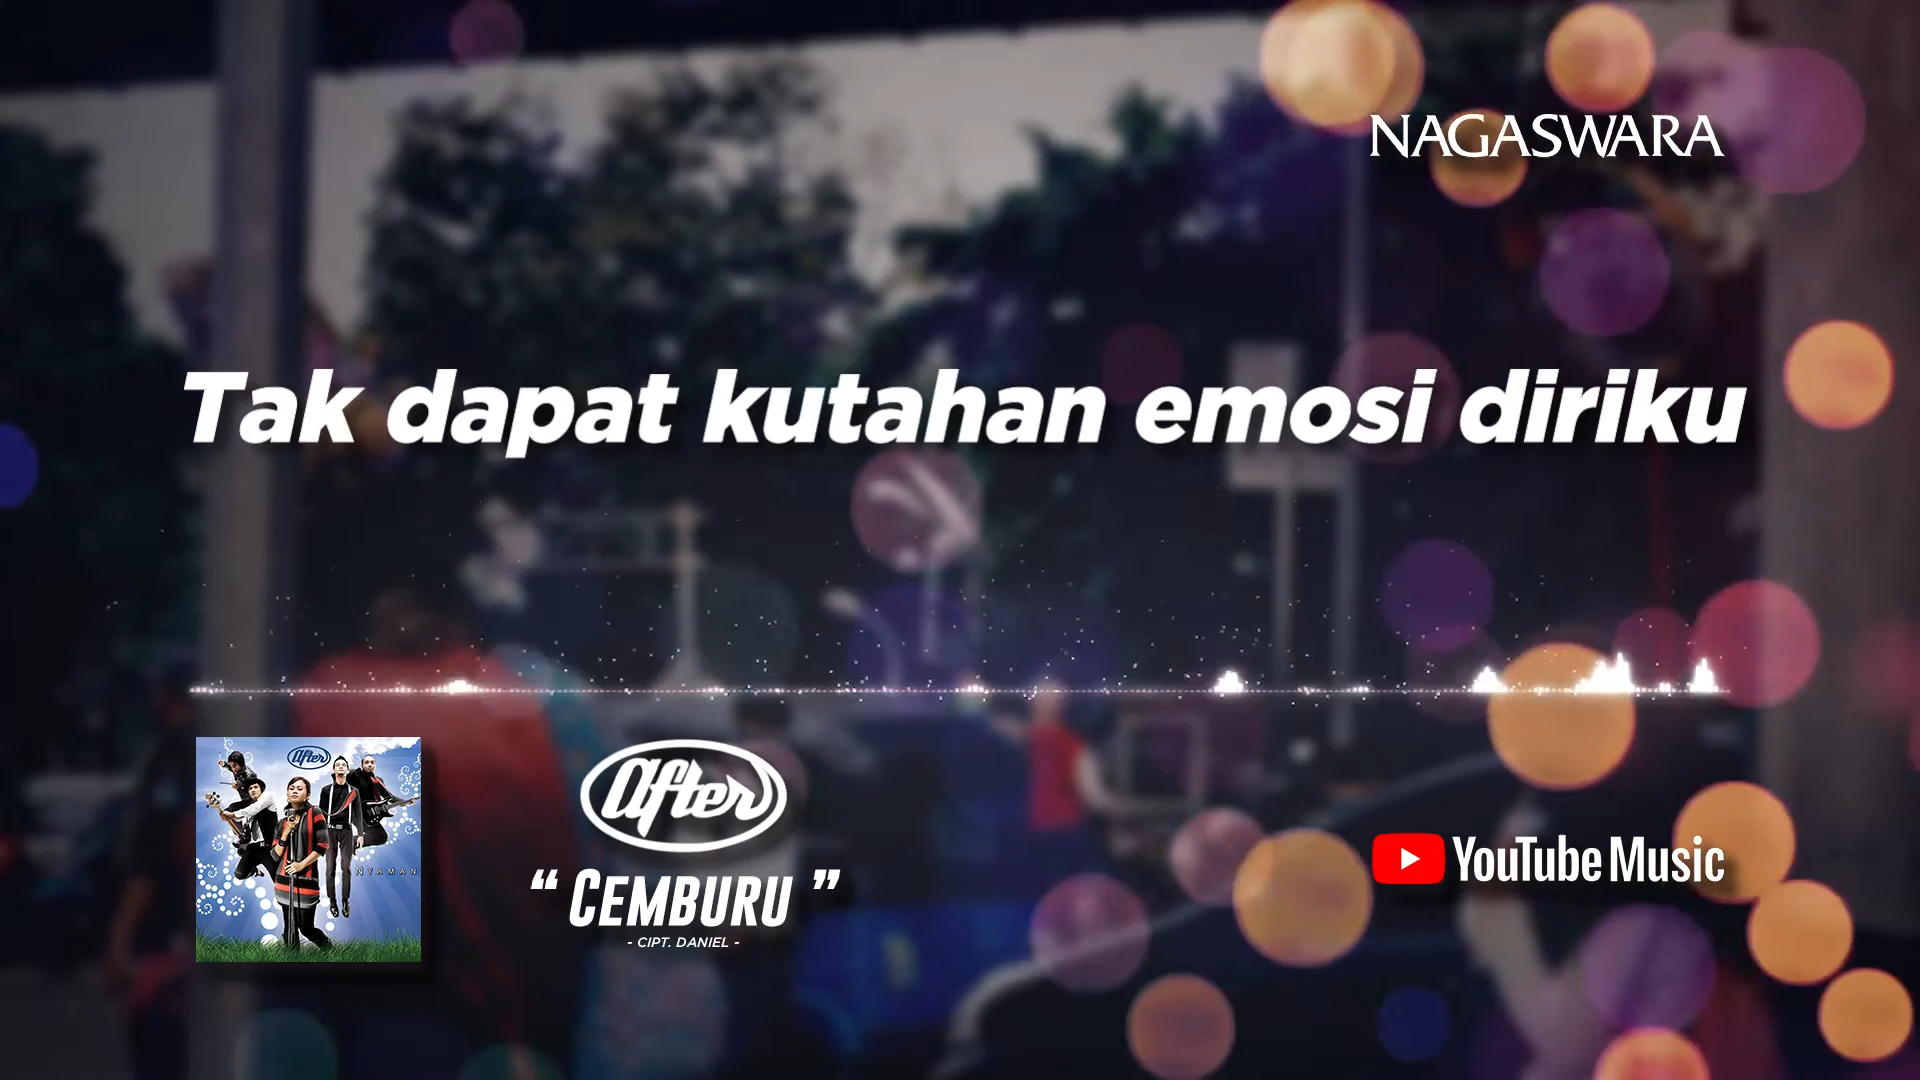 NAGASWARA
Tak dapat kutahan emosi diriku
after
NYAMAN
after
“ CEMBURU ”
- CIPT. DANIEL -
YouTube Music